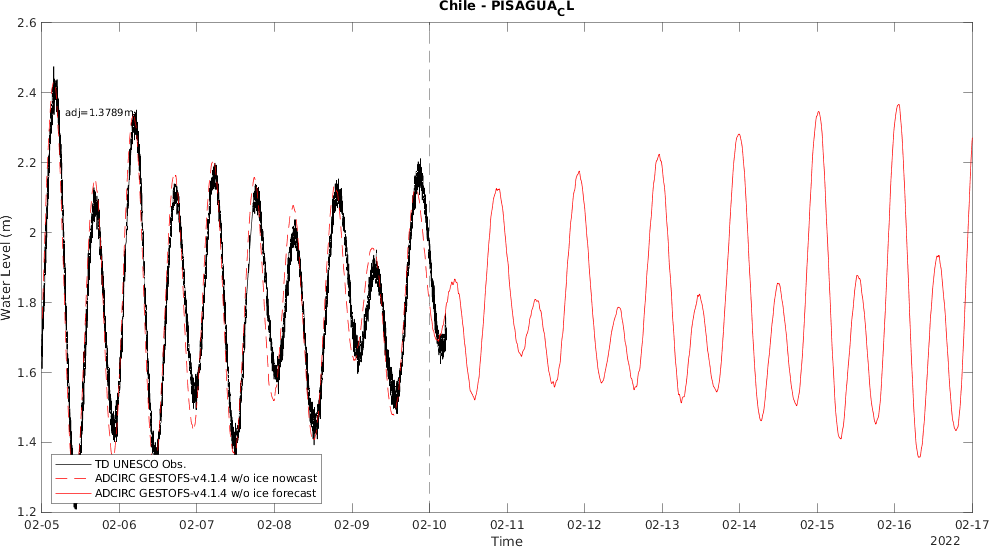 Chile - PISAGUA_CL
2.6
2.4
2.2
2
1.8
1.6
1.4
1.2
Water Level (m)
adj=1.3789m
TD UNESCO Obs.
ADCIRC GESTOFS-v4.1.4 w/o ice nowcast
ADCIRC GESTOFS-v4.1.4 w/o ice forecast
02-05 02-06 02-07 02-08 02-09 02-10 02-11 02-12 02-13 02-14 02-15 02-16 02-17
Time
2022